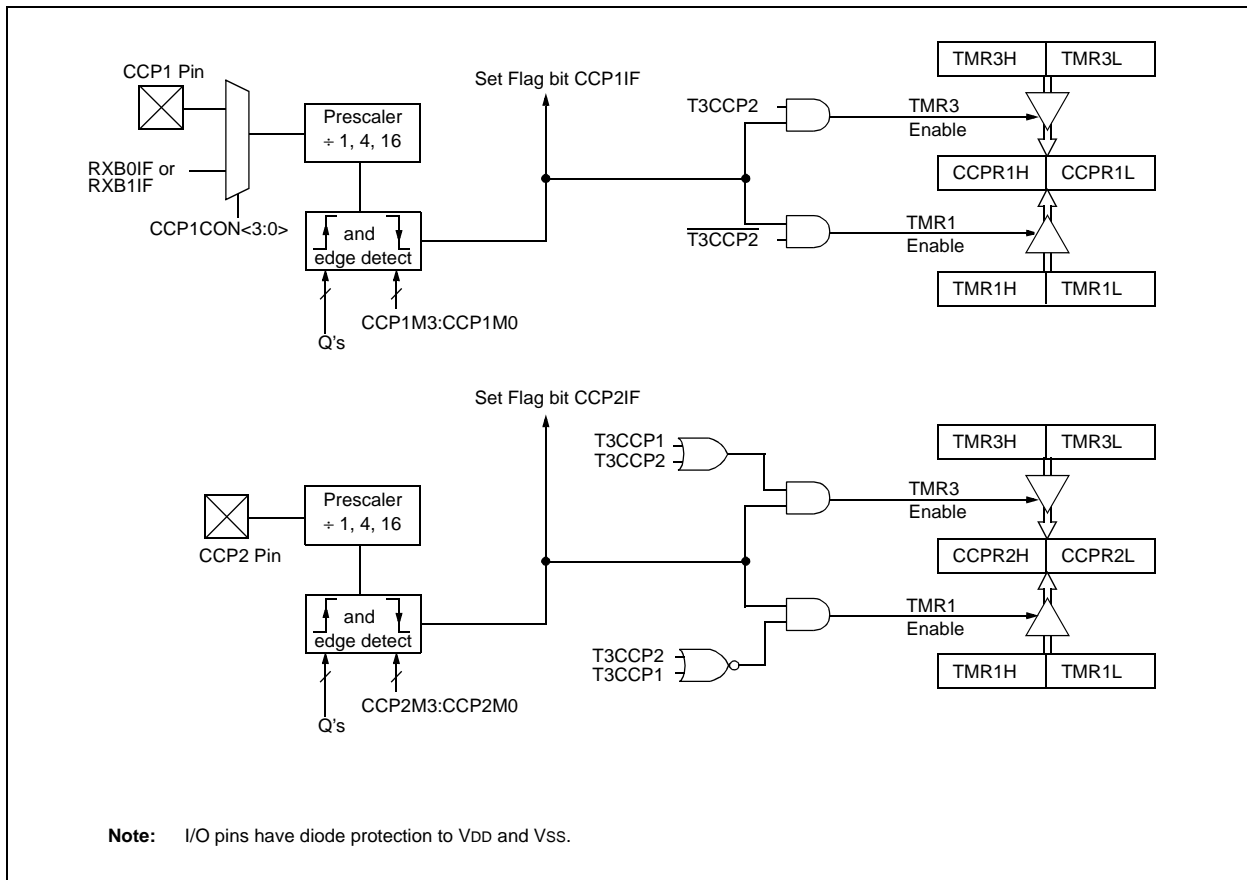 CCP1 Pin
Set Flag bit CCP1IF
TMR3H TMR3L
Prescaler
÷ 1, 4, 16
T3CCP2
TMR3
Enable
RXB0IF or
RXB1IF
CCPR1H CCPR1L
CCP1CON<3:0>
and
edge detect
T3CCP2
TMR1
Enable
TMR1H TMR1L
CCP1M3:CCP1M0
Q's
Set Flag bit CCP2IF
TMR3H TMR3L
T3CCP1
T3CCP2
Prescaler
÷ 1, 4, 16
TMR3
Enable
CCP2 Pin
CCPR2H CCPR2L
and
edge detect
TMR1
Enable
T3CCP2
T3CCP1
TMR1H TMR1L
CCP2M3:CCP2M0
Q's
Note: I/O pins have diode protection to VDD and VSS.